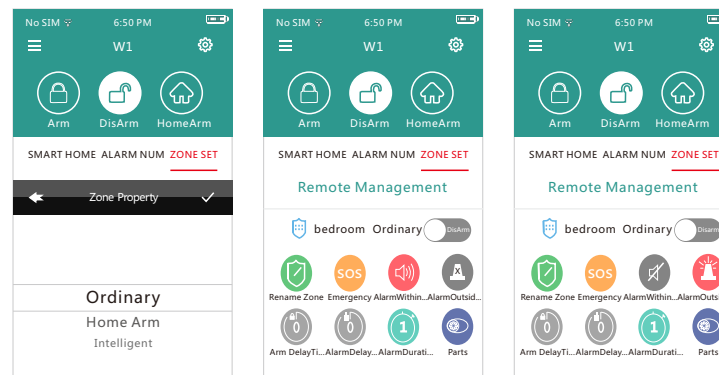 No SIM 6:50 PM
W1
Arm DisArm HomeArm
SMART HOME ALARM NUM ZONE SET
Zone Property
Ordinary
Home Arm
Intelligent
No SIM 6:50 PM
W1
Arm DisArm HomeArm
SMART HOME ALARM NUM ZONE SET
Remote Management
bedroom Ordinary DisArm
SOS X
Rename Zone Emergency AlarmWithin... AlarmOutsid...
0 0 1
Arm DelayTi... AlarmDelay... AlarmDurati... Parts
No SIM 6:50 PM
W1
Arm DisArm HomeArm
SMART HOME ALARM NUM ZONE SET
Remote Management
bedroom Ordinary Disarm
SOS
Rename Zone Emergency AlarmWithin... AlarmOuts
0 0 1
Arm DelayTi... AlarmDelay... AlarmDurati... Parts